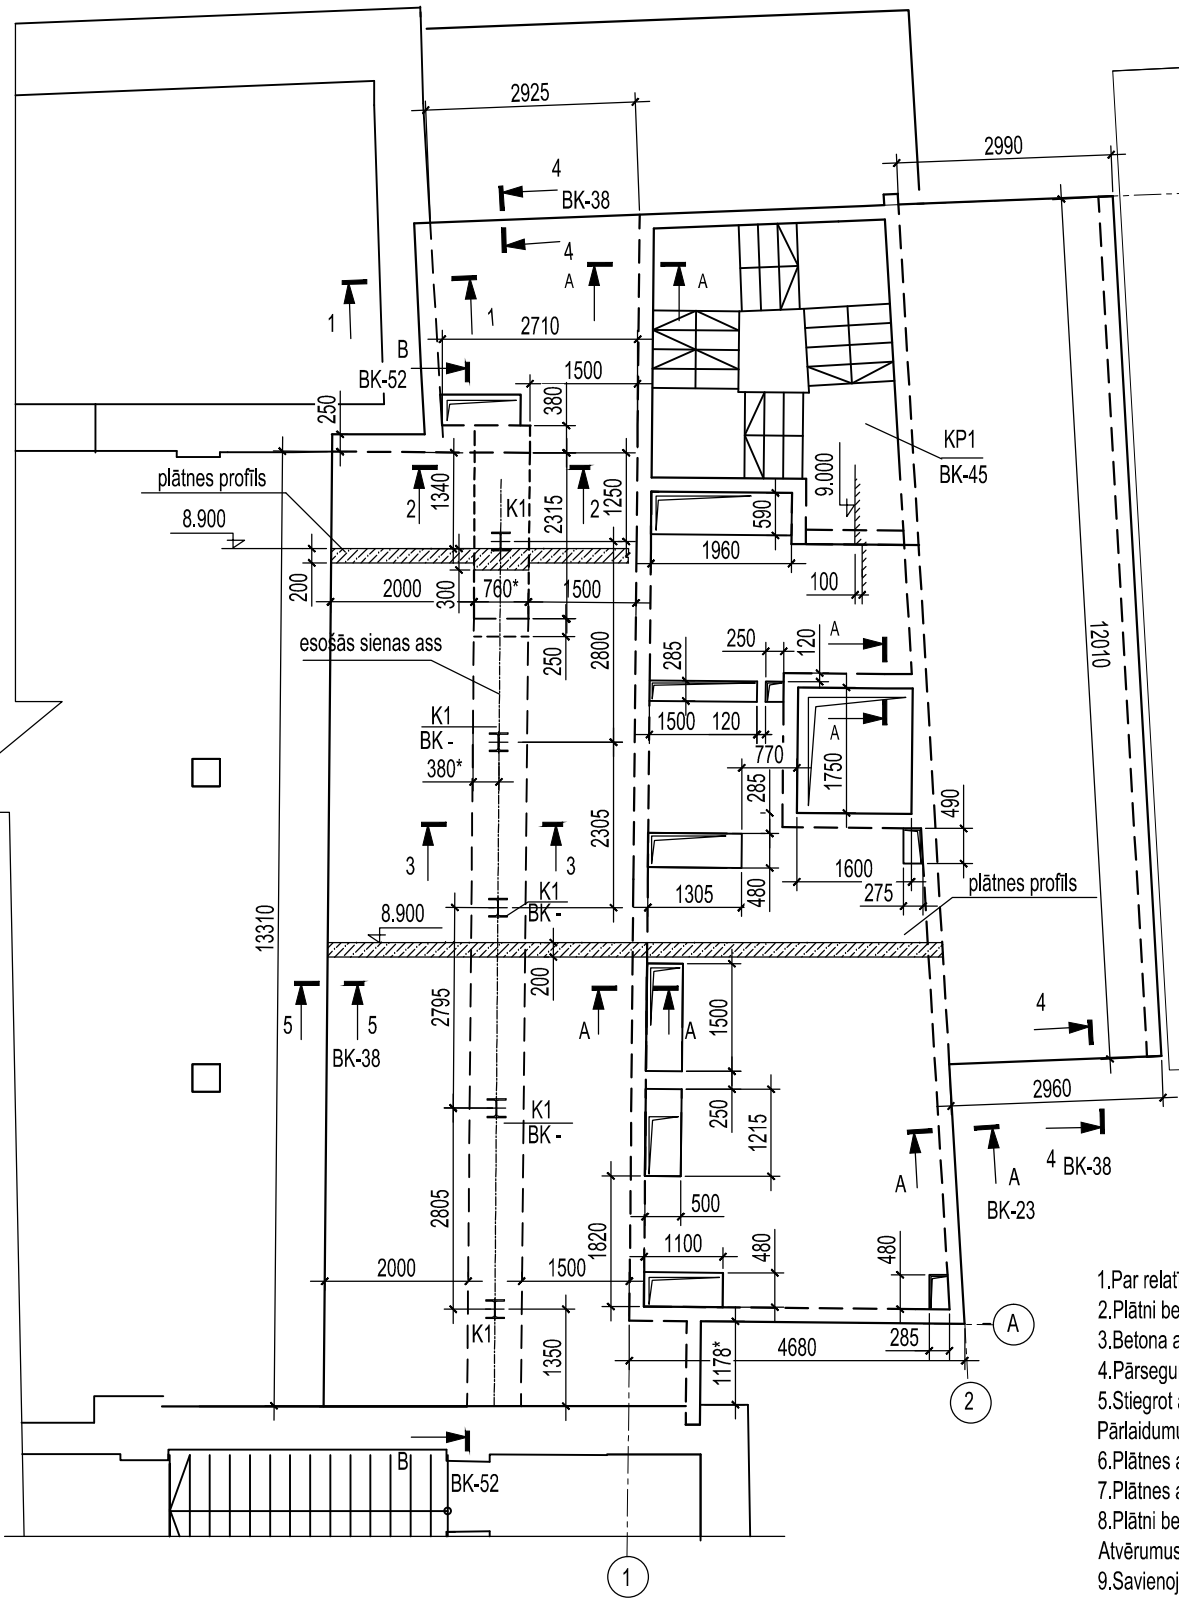 2925
2990
4
BK-38
4
A
A
1
1
2710
B
BK-52
1500
380
250
KP1
BK-45
9.000
plātnes profils
8.900
1340
2
K1
2315
2
1250
590
1960
100
200
2000
300
760*
1500
esošās sienas ass
250
2800
285
250
120
A
12010
K1
BK -
380*
1500
120
A
770
1750
285
490
2305
3
3
1305
480
1600
275
plātnes profils
K1
BK -
8.900
13310
200
2795
5
5
BK-38
A
A
1500
4
2960
K1
BK -
250
1215
A
A
BK-23
4
BK-38
2805
500
1820
1100
480
480
2000
1500
K1
1350
1178*
4680
285
A
2
B
BK-52
1
1.Par relat
2.Plātni be
3.Betona a
4.Pārsegu
5.Stiegrot a
Pārlaidumu
6.Plātnes a
7.Plātnes a
8.Plātni be
Atvērumus
9.Savienoj